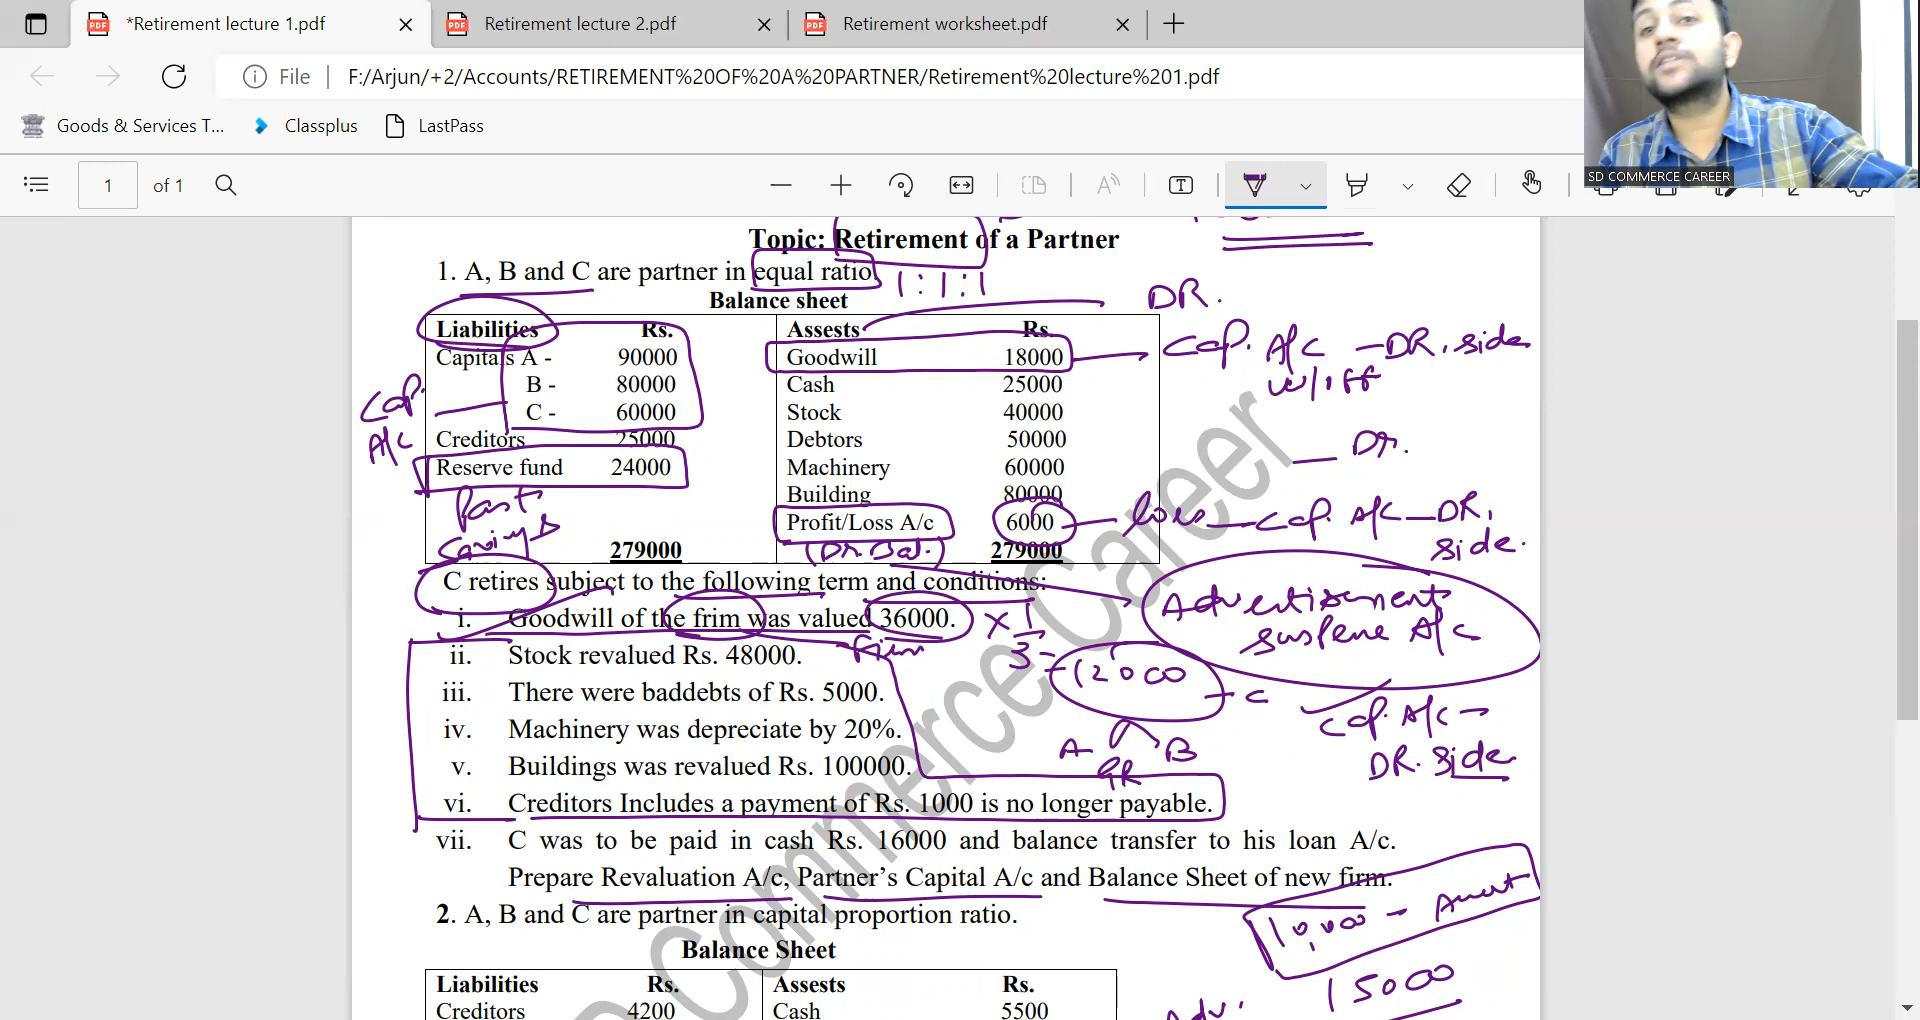 *Retirement lecture 1.pdf
Retirement lecture 2.pdf
Retirement worksheet.pdf
File
F:/Arjun/+2/Accounts/RETIREMENT%20OF%20A%20PARTNER/Retirement%20lecture%201.pdf
Goods & Services T...
Classplus
LastPass
1 of 1
SD COMMERCE CAREER
Topic: Retirement of a Partner
1. A, B and C are partner in equal ratio. 1:1:1
Balance sheet
DR.
Liabilities Rs. Assests Rs.
Capitals A - 90000 Goodwill 18000 Cap. A/c - DR. side
w/off
B - 80000 Cash 25000
Cap. A/c
C - 60000 Stock 40000
Creditors 25000 Debtors 50000 Dr.
Reserve fund 24000 Machinery 60000
Past
Building 80000
Profit/Loss A/c 6000 loss - Cap. A/c - DR. side.
279000 (Dr. Bal.) 279000
C retires subject to the following term and conditions:
i. Goodwill of the frim was valued 36000. × 1/3 = 12000 - C
firm
Advertisement
suspense A/c
Cap. A/c → DR. side
A B
GR
ii. Stock revalued Rs. 48000.
iii. There were baddebts of Rs. 5000.
iv. Machinery was depreciate by 20%.
v. Buildings was revalued Rs. 100000.
vi. Creditors Includes a payment of Rs. 1000 is no longer payable.
vii. C was to be paid in cash Rs. 16000 and balance transfer to his loan A/c.
Prepare Revaluation A/c, Partner's Capital A/c and Balance Sheet of new firm.
10,000 -
2. A, B and C are partner in capital proportion ratio.
Balance Sheet
15000
Liabilities Rs. Assests Rs.
Creditors 4200 Cash 5500
Adv.
Commerce Career